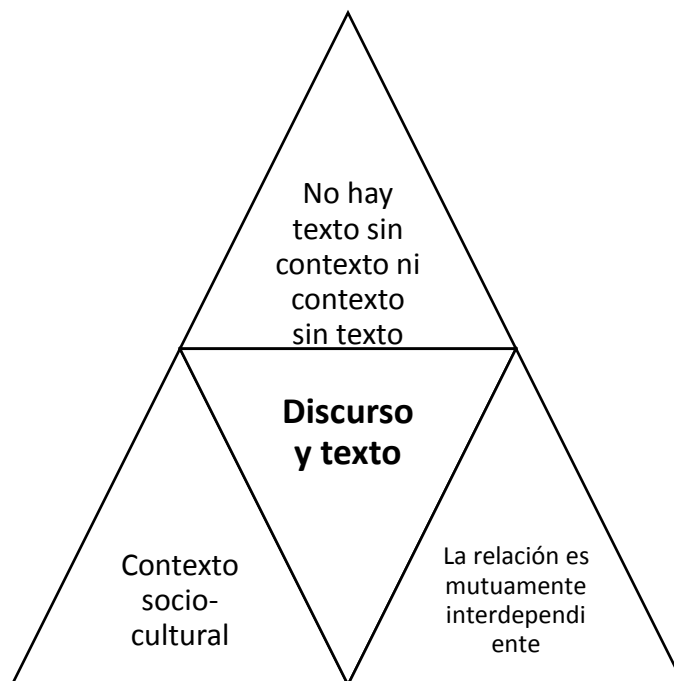 No hay
texto sin
contexto ni
contexto
sin texto
Discurso
y texto
Contexto
socio-
cultural
La relación es
mutuamente
interdependi
ente